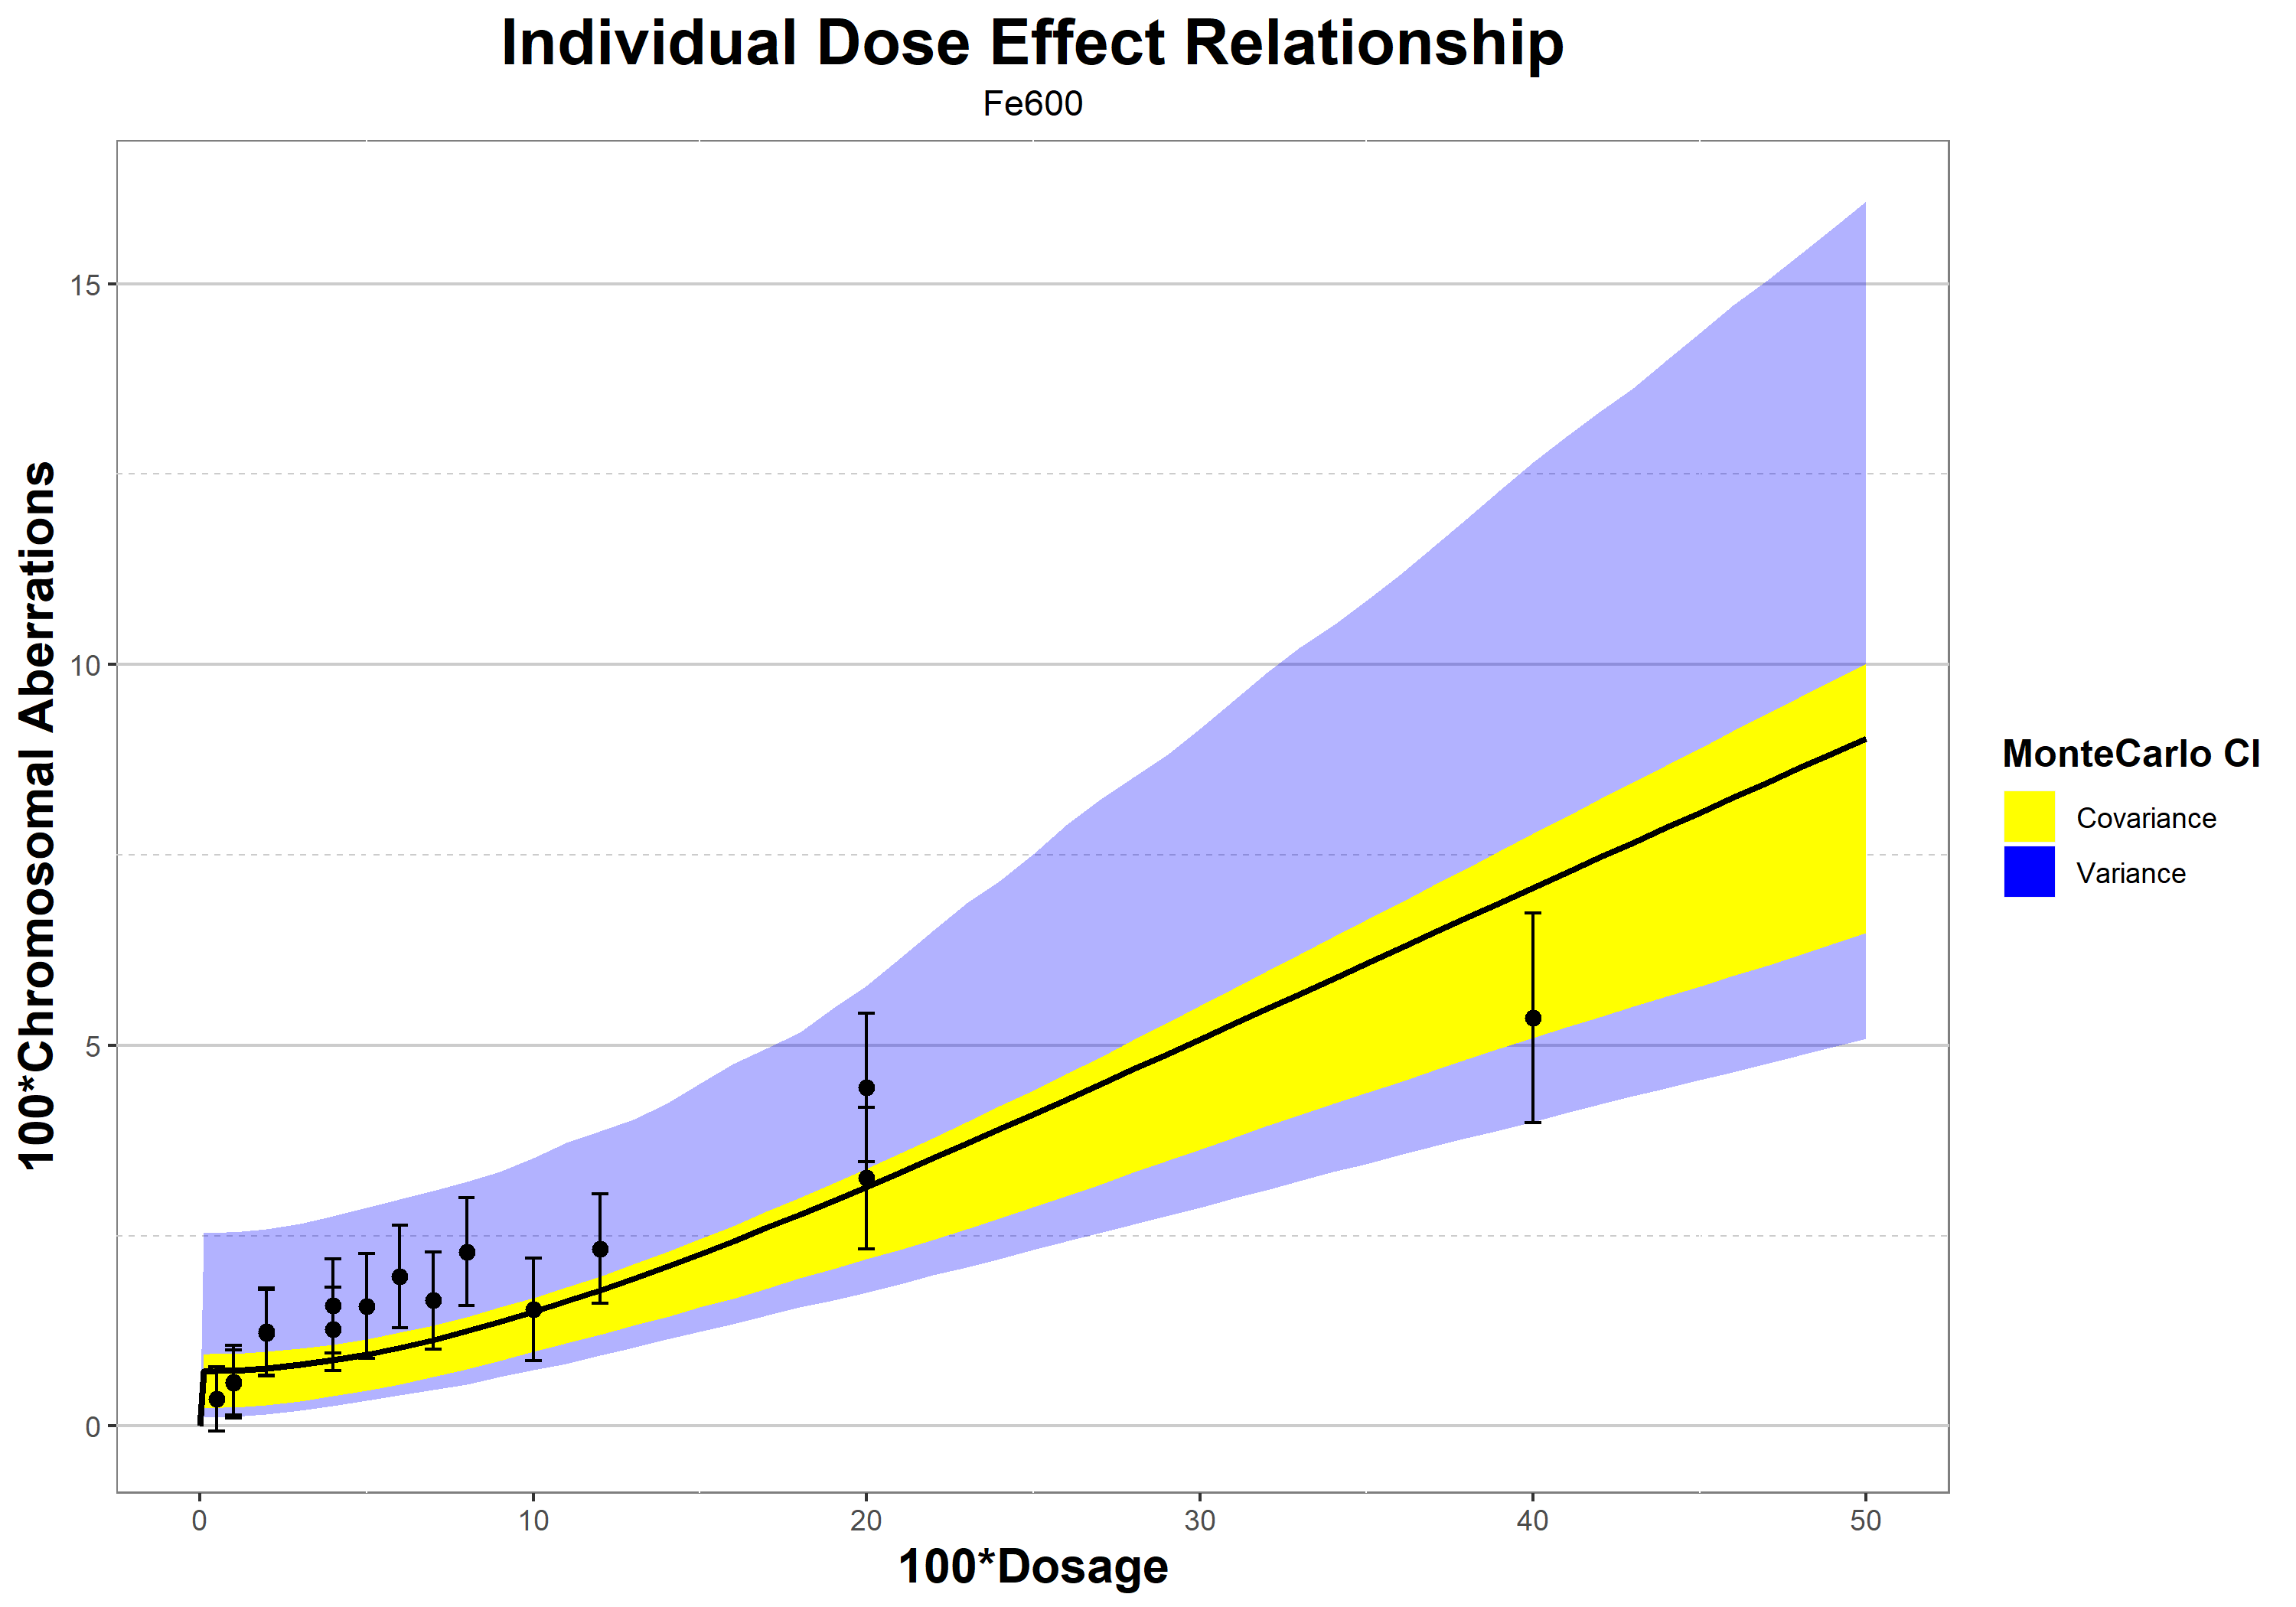 Individual Dose Effect Relationship
Fe600
100*Chromosomal Aberrations
15
10
5
0
0 10 20 30 40 50
100*Dosage
MonteCarlo CI
Covariance
Variance